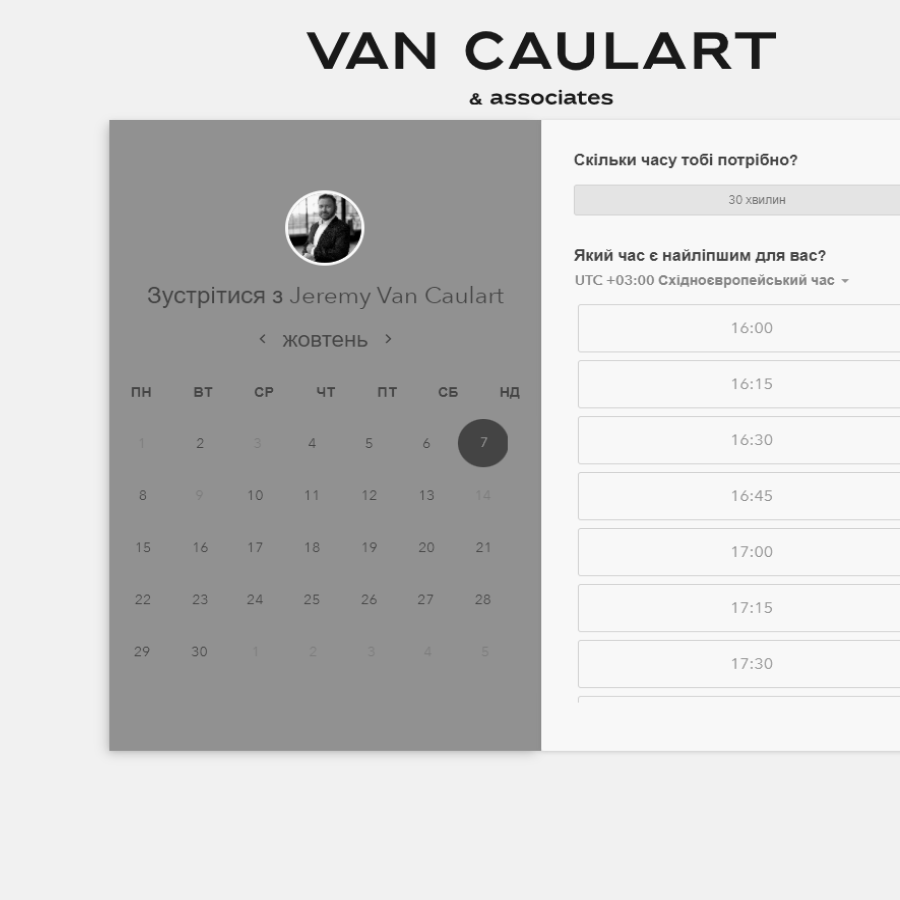 VAN CAULART
& associates
Зустрітися з Jeremy Van Caulart
жовтень
ПН ВТ СР ЧТ ПТ СБ НД
1 2 3 4 5 6 7
8 9 10 11 12 13 14
15 16 17 18 19 20 21
22 23 24 25 26 27 28
29 30 1 2 3 4 5
Скільки часу тобі потрібно?
30 хвилин
Який час є найліпшим для вас?
UTC +03:00 Східноєвропейський час
16:00
16:15
16:30
16:45
17:00
17:15
17:30